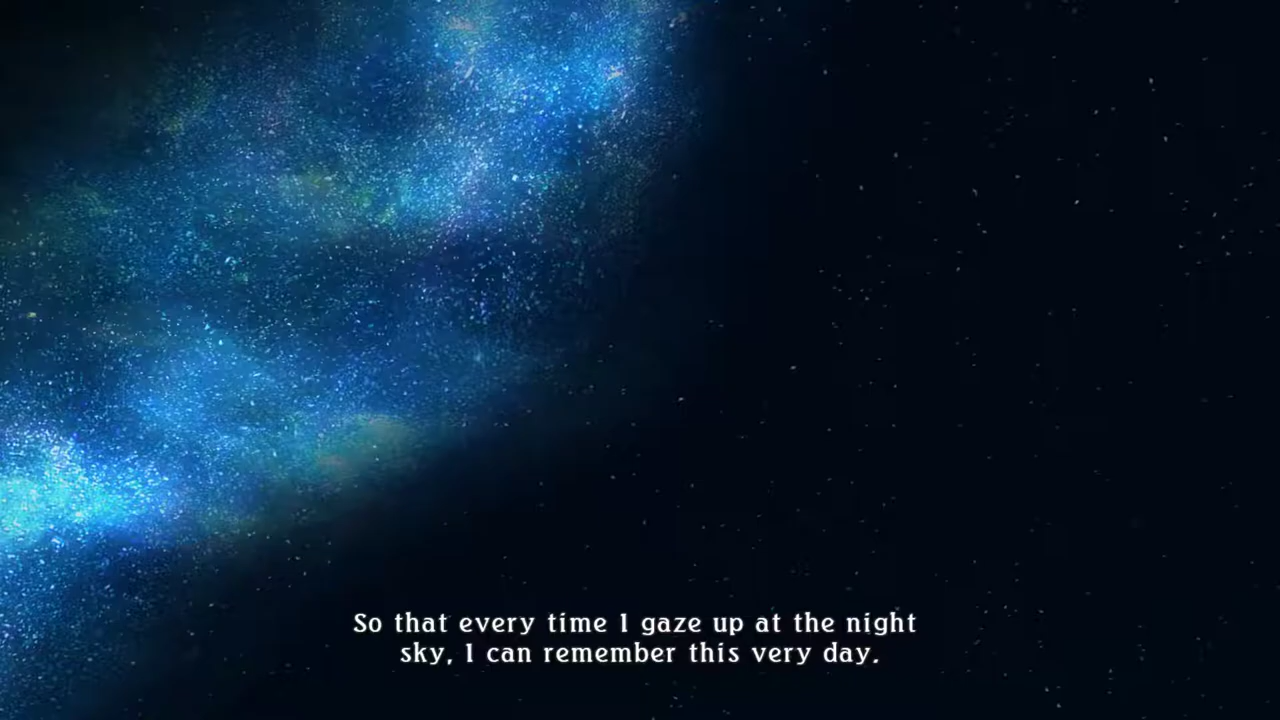 So that every time I gaze up at the night
sky, I can remember this very day.